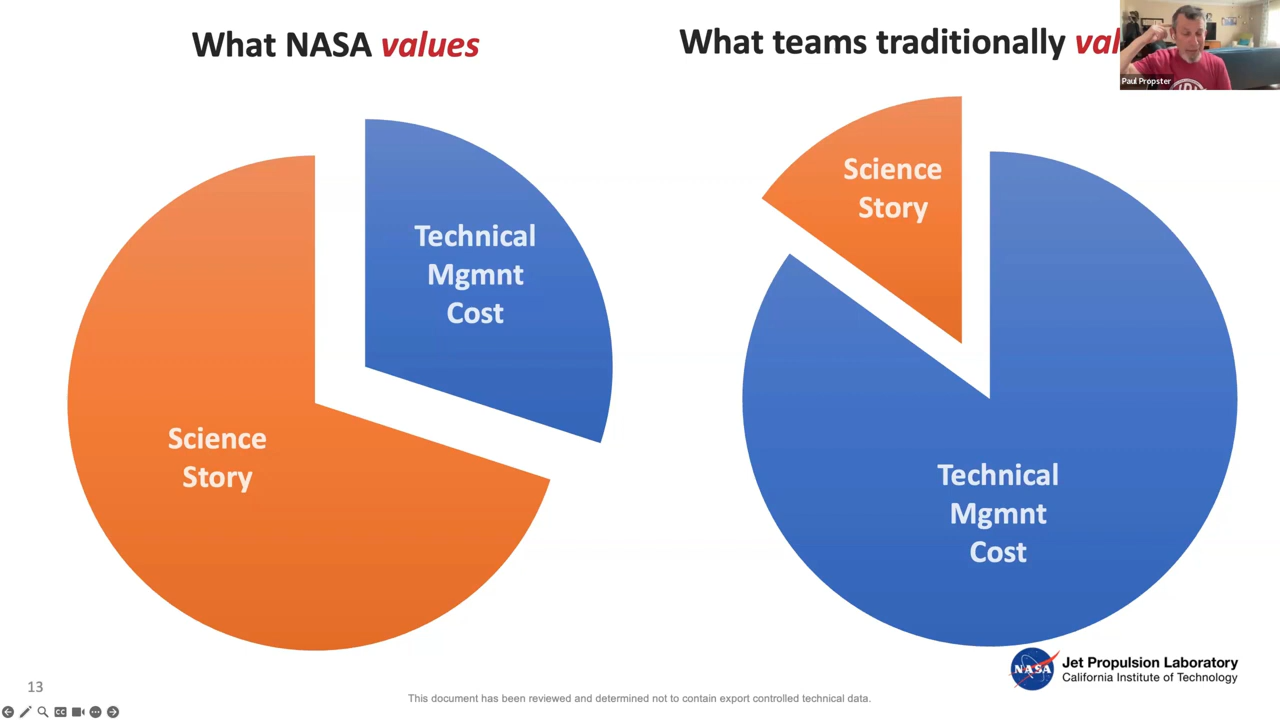 What NASA values
What teams traditionally val
Paul Propster
Science
Story
Technical
Mgmnt
Cost
Science
Story
Technical
Mgmnt
Cost
NASA
Jet Propulsion Laboratory
California Institute of Technology
13
This document has been reviewed and determined not to contain export controlled technical data.
CC